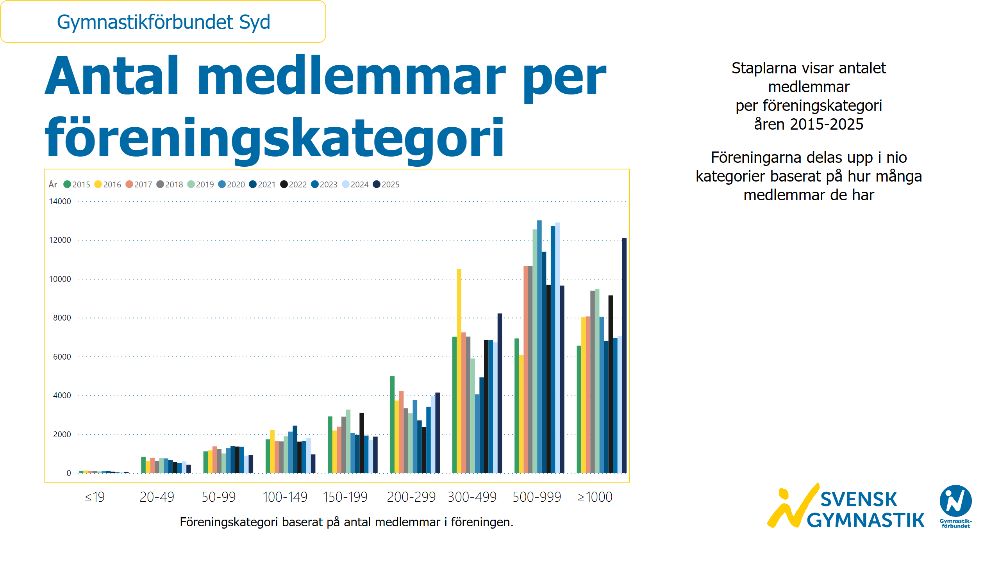 Gymnastikförbundet Syd
Antal medlemmar per
föreningskategori
Staplarna visar antalet
medlemmar
per föreningskategori
åren 2015-2025
Föreningarna delas upp i nio
kategorier baserat på hur många
medlemmar de har
År 2015 2016 2017 2018 2019 2020 2021 2022 2023 2024 2025
14000
12000
10000
8000
6000
4000
2000
0
≤19 20-49 50-99 100-149 150-199 200-299 300-499 500-999 ≥1000
Föreningskategori baserat på antal medlemmar i föreningen.
SVENSK
GYMNASTIK
Gymnastik-
förbundet